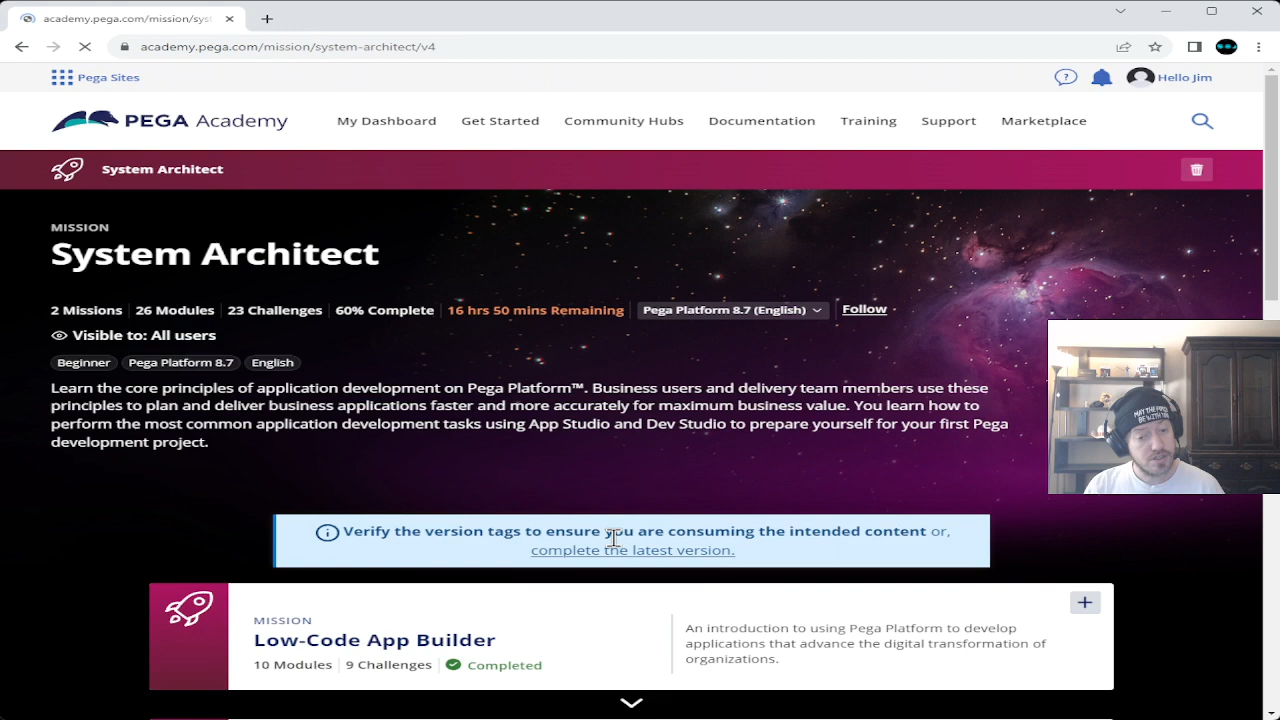 academy.pega.com/mission/syst
academy.pega.com/mission/system-architect/v4
Pega Sites
Hello Jim
PEGA Academy
My Dashboard
Get Started
Community Hubs
Documentation
Training
Support
Marketplace
System Architect
MISSION
System Architect
2 Missions
26 Modules
23 Challenges
60% Complete
16 hrs 50 mins Remaining
Pega Platform 8.7 (English)
Follow
Visible to: All users
Beginner
Pega Platform 8.7
English
Learn the core principles of application development on Pega Platform™. Business users and delivery team members use these
principles to plan and deliver business applications faster and more accurately for maximum business value. You learn how to
perform the most common application development tasks using App Studio and Dev Studio to prepare yourself for your first Pega
development project.
MAY THE FORCE
BE WITH YOU
Verify the version tags to ensure you are consuming the intended content or,
complete the latest version.
MISSION
Low-Code App Builder
10 Modules
9 Challenges
Completed
An introduction to using Pega Platform to develop
applications that advance the digital transformation of
organizations.